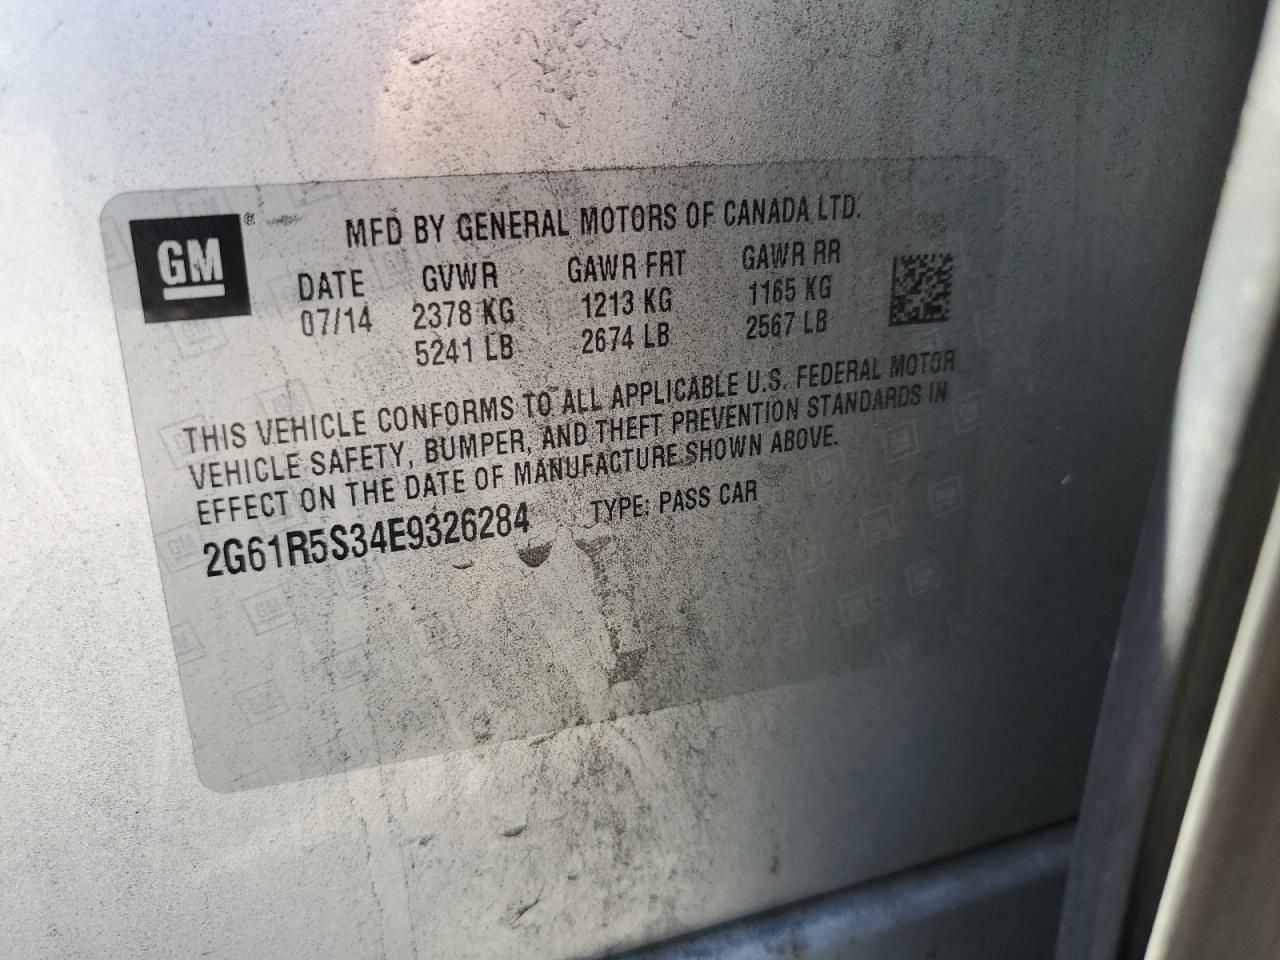 GM ®
MFD BY GENERAL MOTORS OF CANADA LTD.
DATE GVWR GAWR FRT GAWR RR
07/14 2378 KG 1213 KG 1165 KG
5241 LB 2674 LB 2567 LB
THIS VEHICLE CONFORMS TO ALL APPLICABLE U.S. FEDERAL MOTOR
VEHICLE SAFETY, BUMPER, AND THEFT PREVENTION STANDARDS IN
EFFECT ON THE DATE OF MANUFACTURE SHOWN ABOVE.
2G61R5S34E9326284 TYPE: PASS CAR